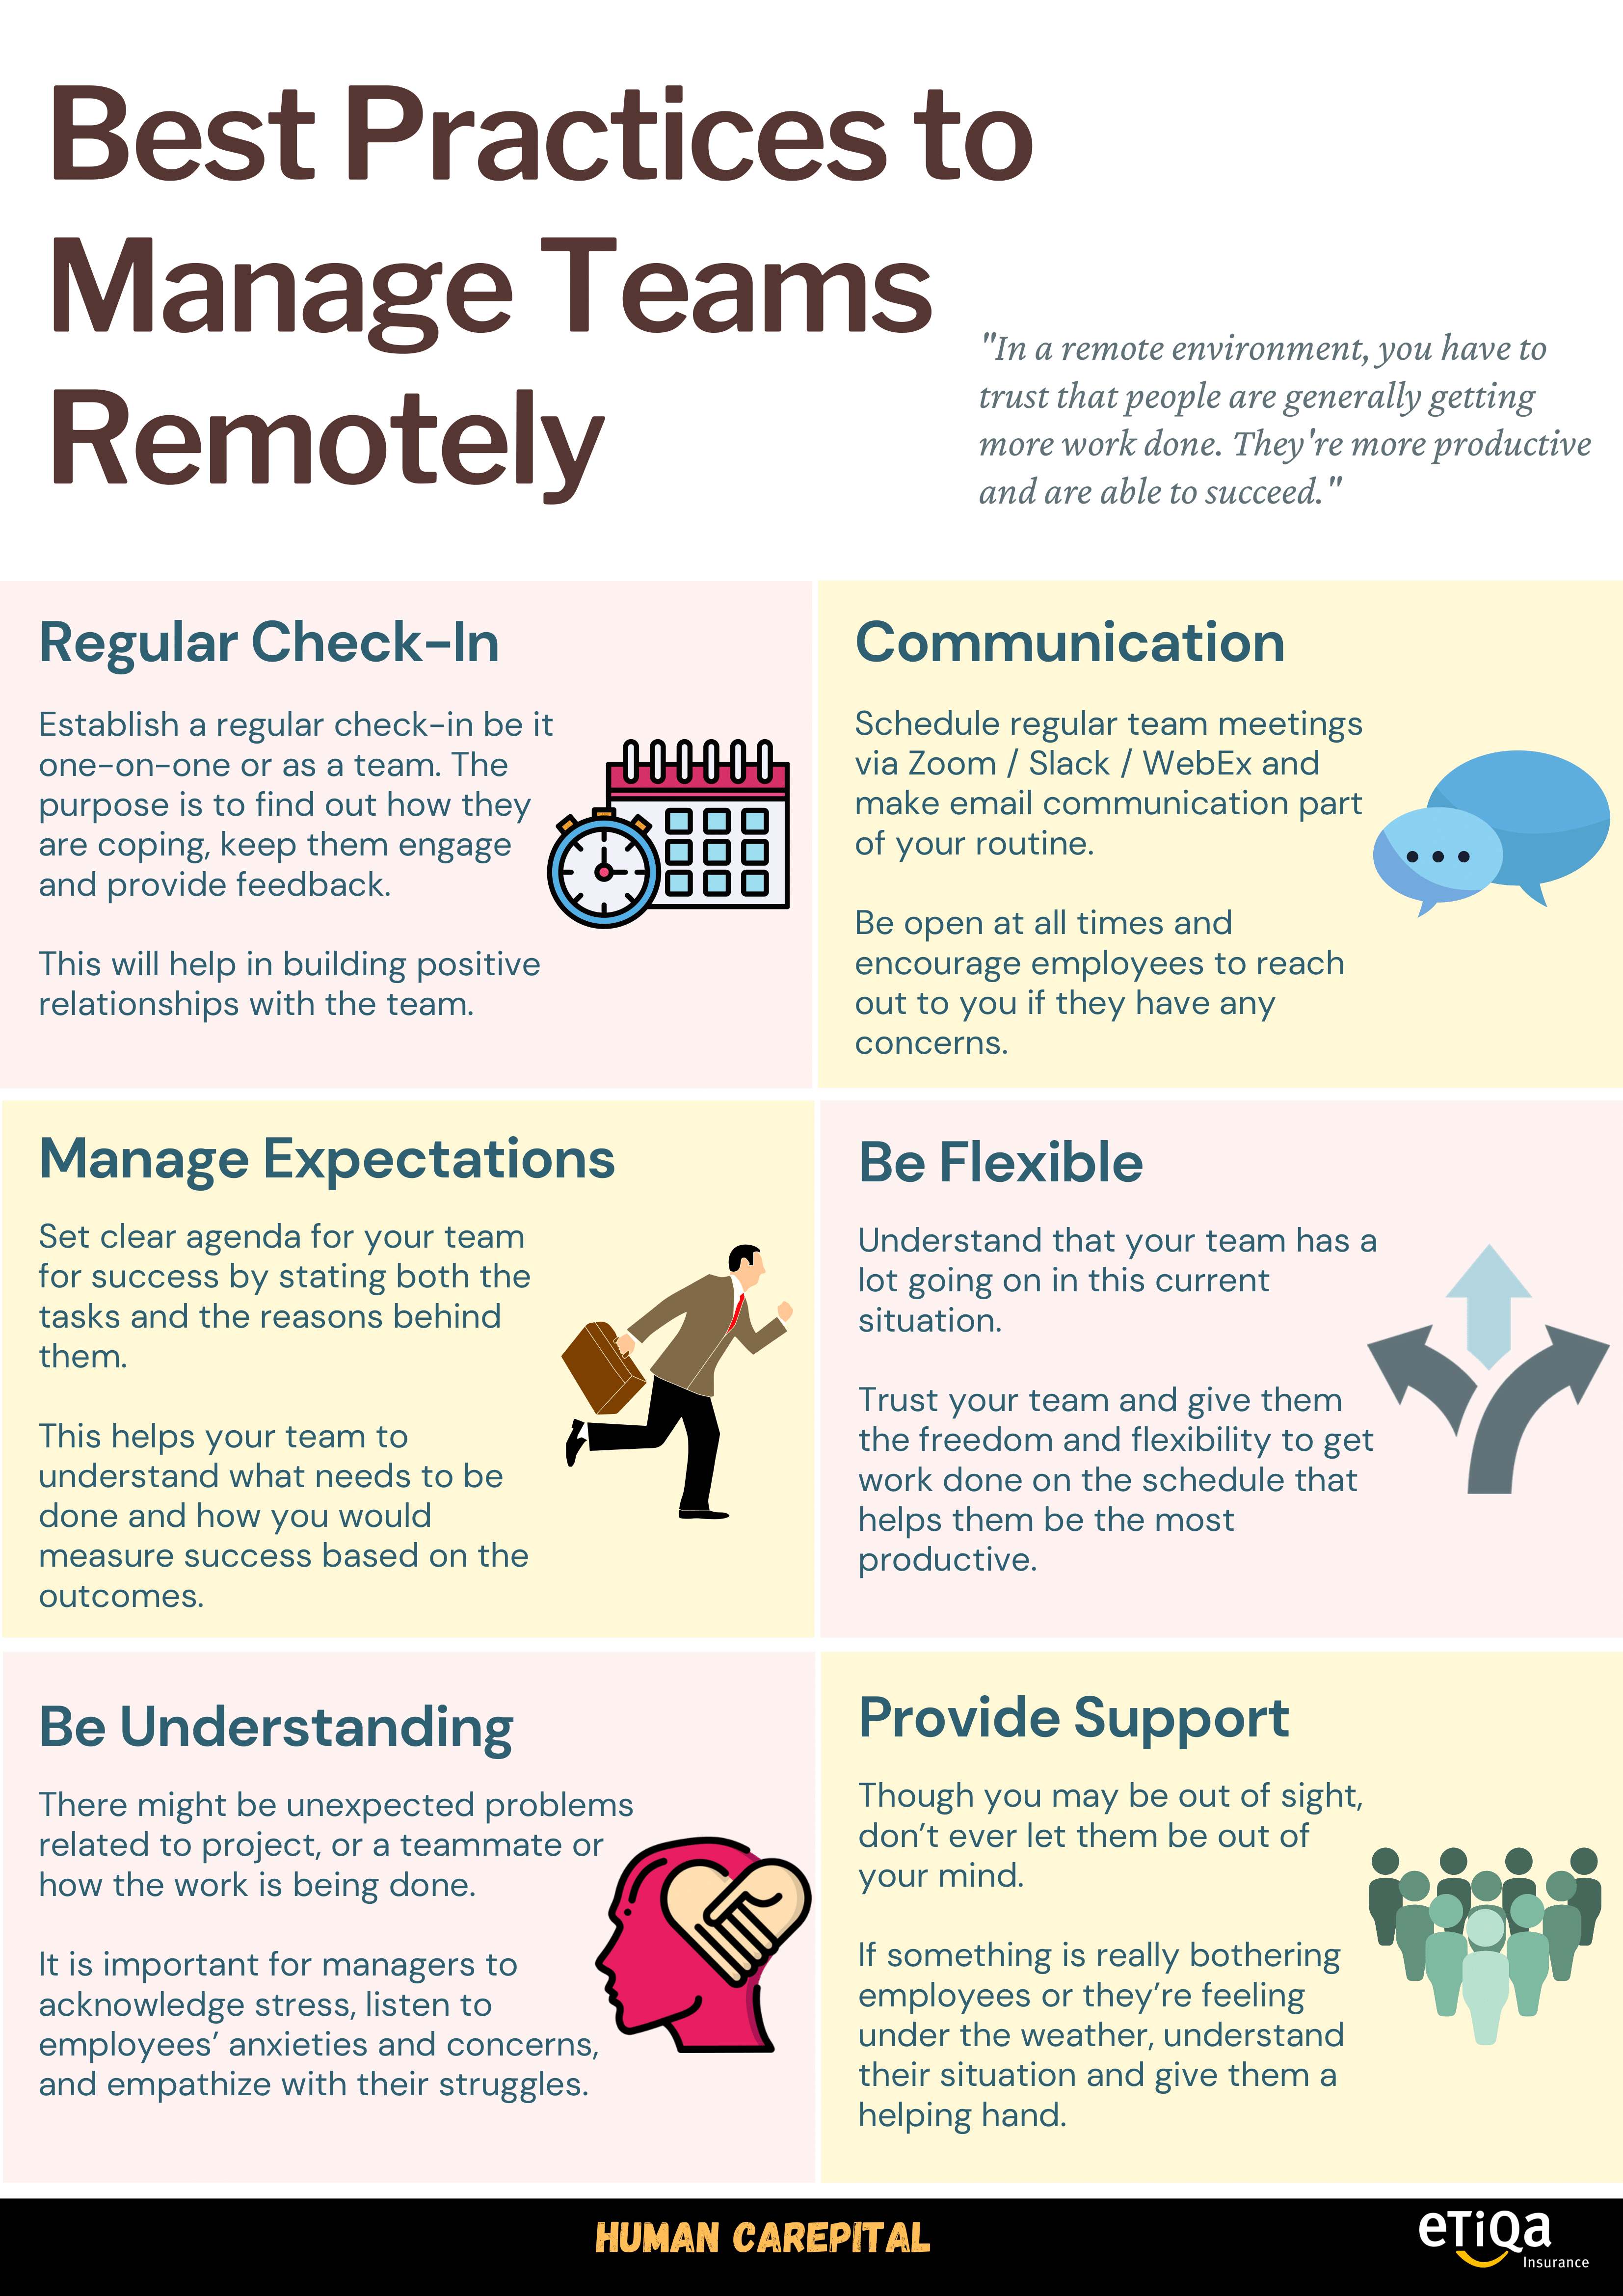 Best Practices to
Manage Teams
Remotely
"In a remote environment, you have to
trust that people are generally getting
more work done. They're more productive
and are able to succeed."
Regular Check-In
Establish a regular check-in be it
one-on-one or as a team. The
purpose is to find out how they
are coping, keep them engage
and provide feedback.
This will help in building positive
relationships with the team.
Communication
Schedule regular team meetings
via Zoom / Slack / WebEx and
make email communication part
of your routine.
Be open at all times and
encourage employees to reach
out to you if they have any
concerns.
Manage Expectations
Set clear agenda for your team
for success by stating both the
tasks and the reasons behind
them.
This helps your team to
understand what needs to be
done and how you would
measure success based on the
outcomes.
Be Flexible
Understand that your team has a
lot going on in this current
situation.
Trust your team and give them
the freedom and flexibility to get
work done on the schedule that
helps them be the most
productive.
Be Understanding
There might be unexpected problems
related to project, or a teammate or
how the work is being done.
It is important for managers to
acknowledge stress, listen to
employees’ anxieties and concerns,
and empathize with their struggles.
Provide Support
Though you may be out of sight,
don’t ever let them be out of
your mind.
If something is really bothering
employees or they’re feeling
under the weather, understand
their situation and give them a
helping hand.
HUMAN CAREPITAL
eTiQa
Insurance